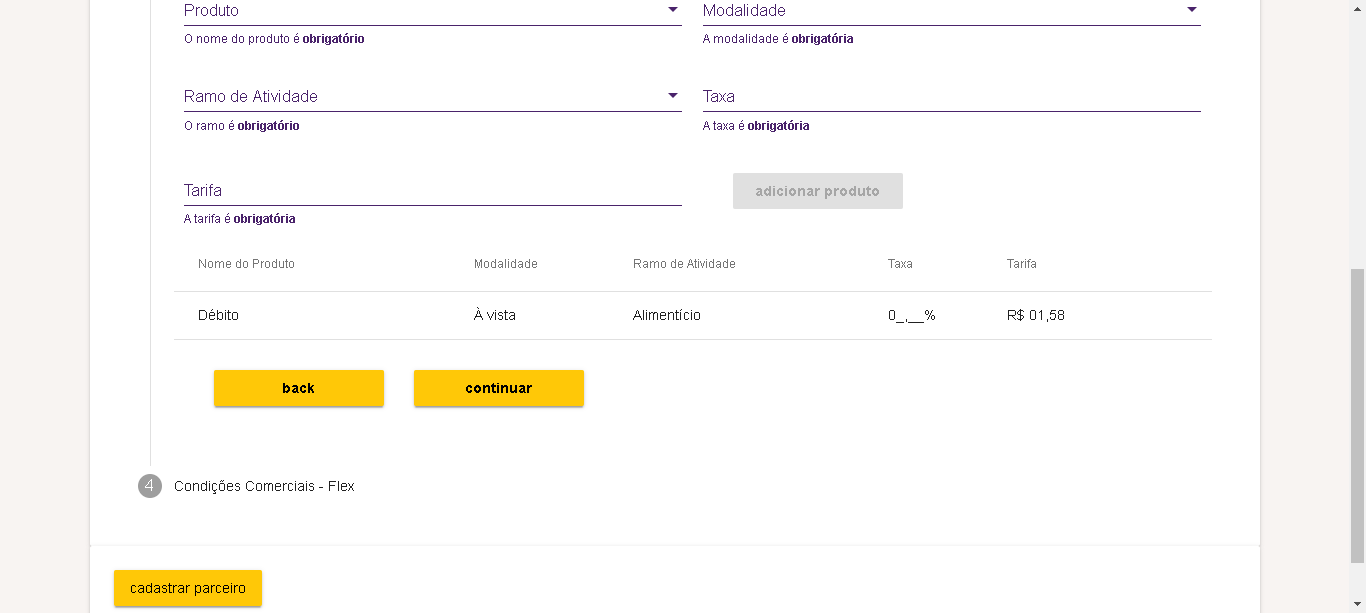 Produto Modalidade
O nome do produto é obrigatório A modalidade é obrigatória
Ramo de Atividade Taxa
O ramo é obrigatório A taxa é obrigatória
Tarifa adicionar produto
A tarifa é obrigatória
Nome do Produto Modalidade Ramo de Atividade Taxa Tarifa
Débito À vista Alimentício 0_,__% R$ 01,58
back continuar
4 Condições Comerciais - Flex
cadastrar parceiro